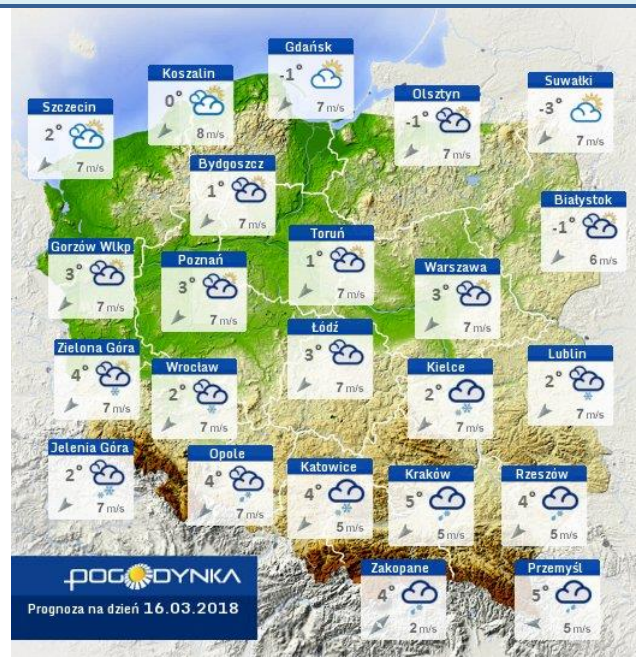 Gdańsk
-1°
7 m/s
Koszalin
0°
8 m/s
Suwałki
-3°
7 m/s
Olsztyn
-1°
7 m/s
Szczecin
2°
7 m/s
Bydgoszcz
1°
7 m/s
Białystok
-1°
6 m/s
Toruń
1°
7 m/s
Gorzów Wlkp
3°
7 m/s
Poznań
3°
7 m/s
Warszawa
3°
7 m/s
Łódź
3°
7 m/s
Zielona Góra
4°
7 m/s
Lublin
2°
7 m/s
Wrocław
2°
7 m/s
Kielce
2°
7 m/s
Jelenia Góra
2°
7 m/s
Opole
4°
7 m/s
Katowice
4°
5 m/s
Kraków
5°
5 m/s
Rzeszów
4°
5 m/s
Zakopane
4°
2 m/s
Przemyśl
5°
5 m/s
POGODYNKA
Prognoza na dzień 16.03.2018